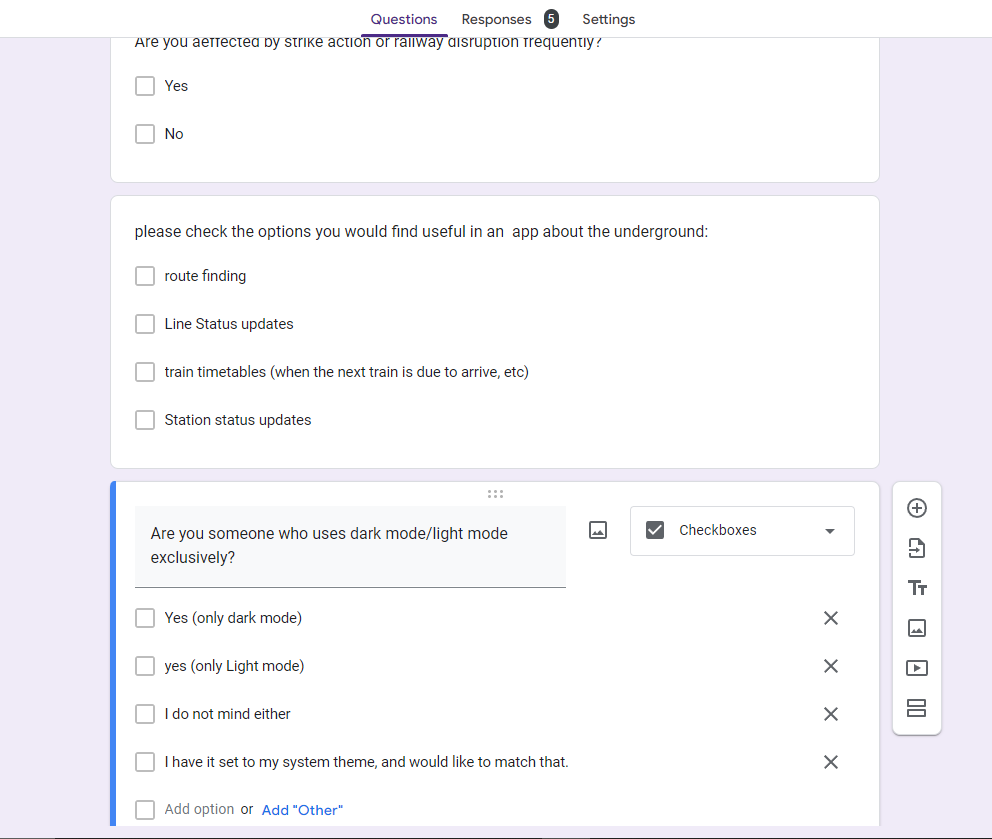 Questions
Responses 5
Settings
Are you aeffected by strike action or railway disruption frequently?
Yes
No
please check the options you would find useful in an  app about the underground:
route finding
Line Status updates
train timetables (when the next train is due to arrive, etc)
Station status updates
Are you someone who uses dark mode/light mode
exclusively?
Checkboxes
Yes (only dark mode)
yes (only Light mode)
I do not mind either
I have it set to my system theme, and would like to match that.
Add option or Add "Other"